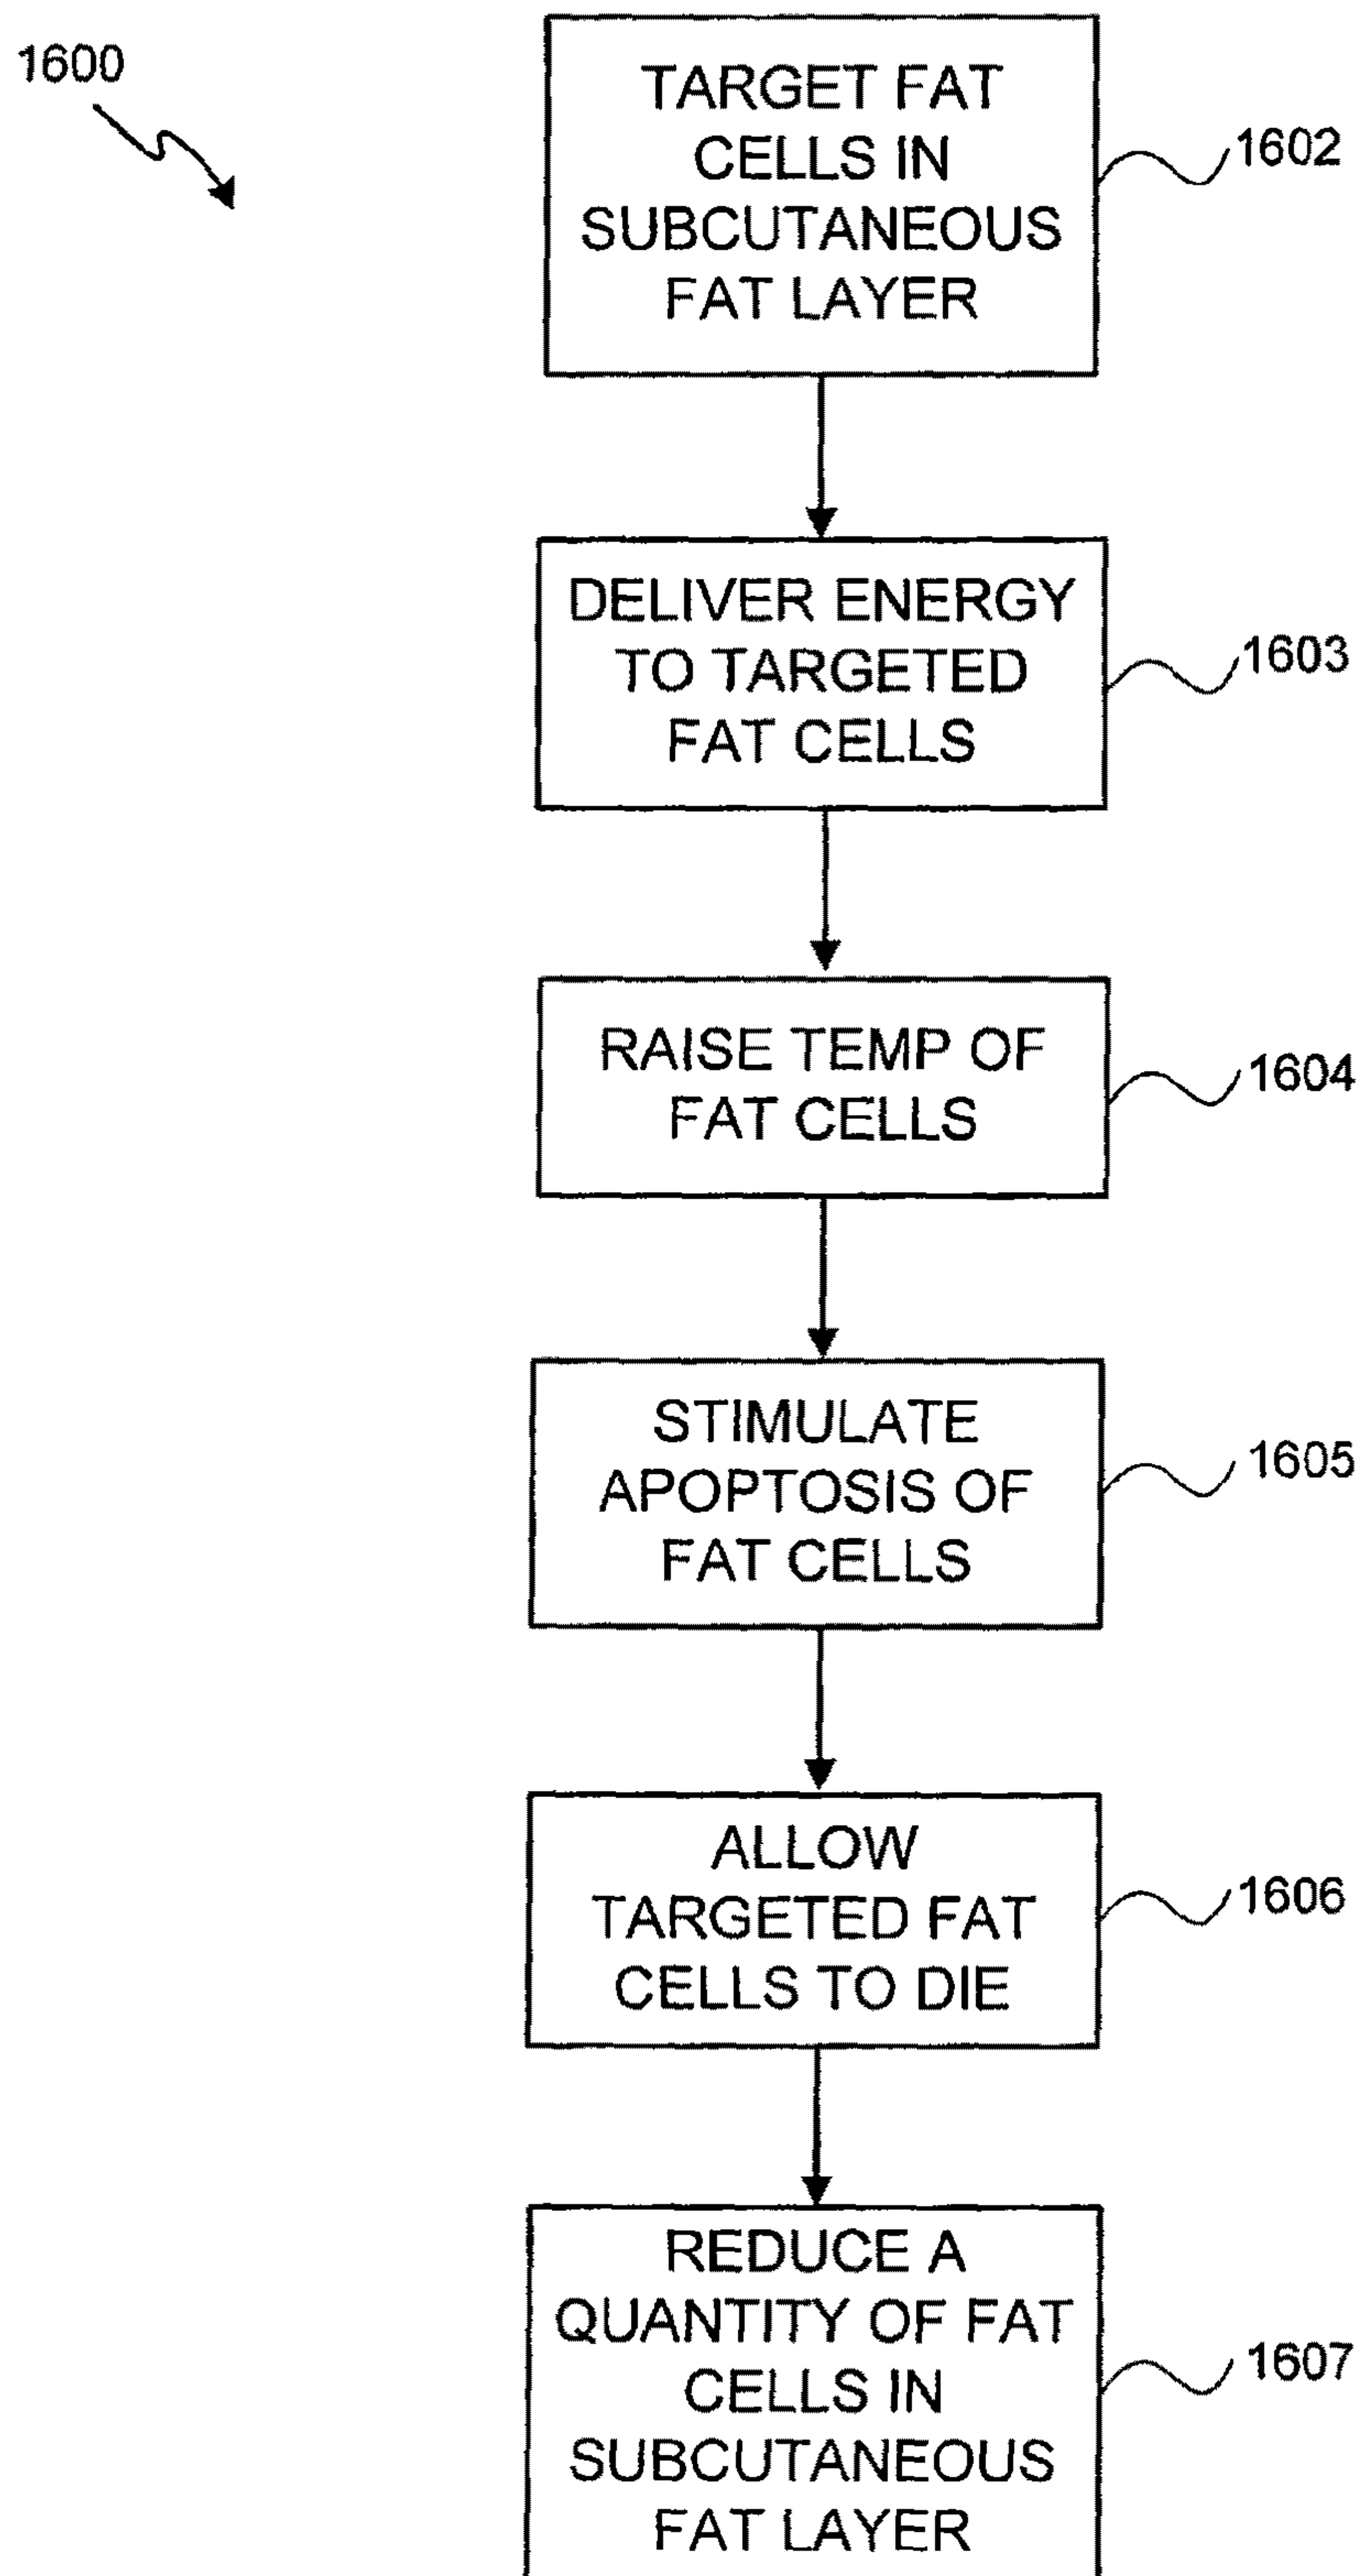 1600
TARGET FAT
CELLS IN
SUBCUTANEOUS
FAT LAYER
1602
DELIVER ENERGY
TO TARGETED
FAT CELLS
1603
RAISE TEMP OF
FAT CELLS
1604
STIMULATE
APOPTOSIS OF
FAT CELLS
1605
ALLOW
TARGETED FAT
CELLS TO DIE
1606
REDUCE A
QUANTITY OF FAT
CELLS IN
SUBCUTANEOUS
FAT LAYER
1607